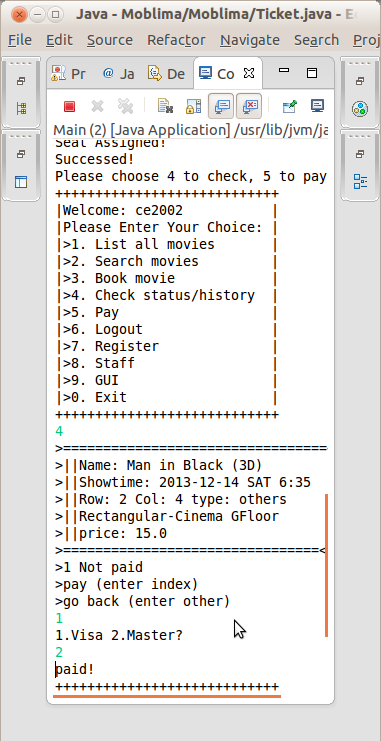 Java - Moblima/Moblima/Ticket.java - E
File Edit Source Refactor Navigate Search Proj
Pr @ Ja De Co
Main (2) [Java Application] /usr/lib/jvm/ja
Seat Assigned!
Successed!
Please choose 4 to check, 5 to pay
+++++++++++++++++++++++++++
|Welcome: ce2002 |
|Please Enter Your Choice: |
|>1. List all movies |
|>2. Search movies |
|>3. Book movie |
|>4. Check status/history |
|>5. Pay |
|>6. Logout |
|>7. Register |
|>8. Staff |
|>9. GUI |
|>0. Exit |
+++++++++++++++++++++++++++
4
>================================
>||Name: Man in Black (3D)
>||Showtime: 2013-12-14 SAT 6:35
>||Row: 2 Col: 4 type: others
>||Rectangular-Cinema GFloor
>||price: 15.0
>===============================<
>1 Not paid
>pay (enter index)
>go back (enter other)
1
1.Visa 2.Master?
2
paid!
+++++++++++++++++++++++++++